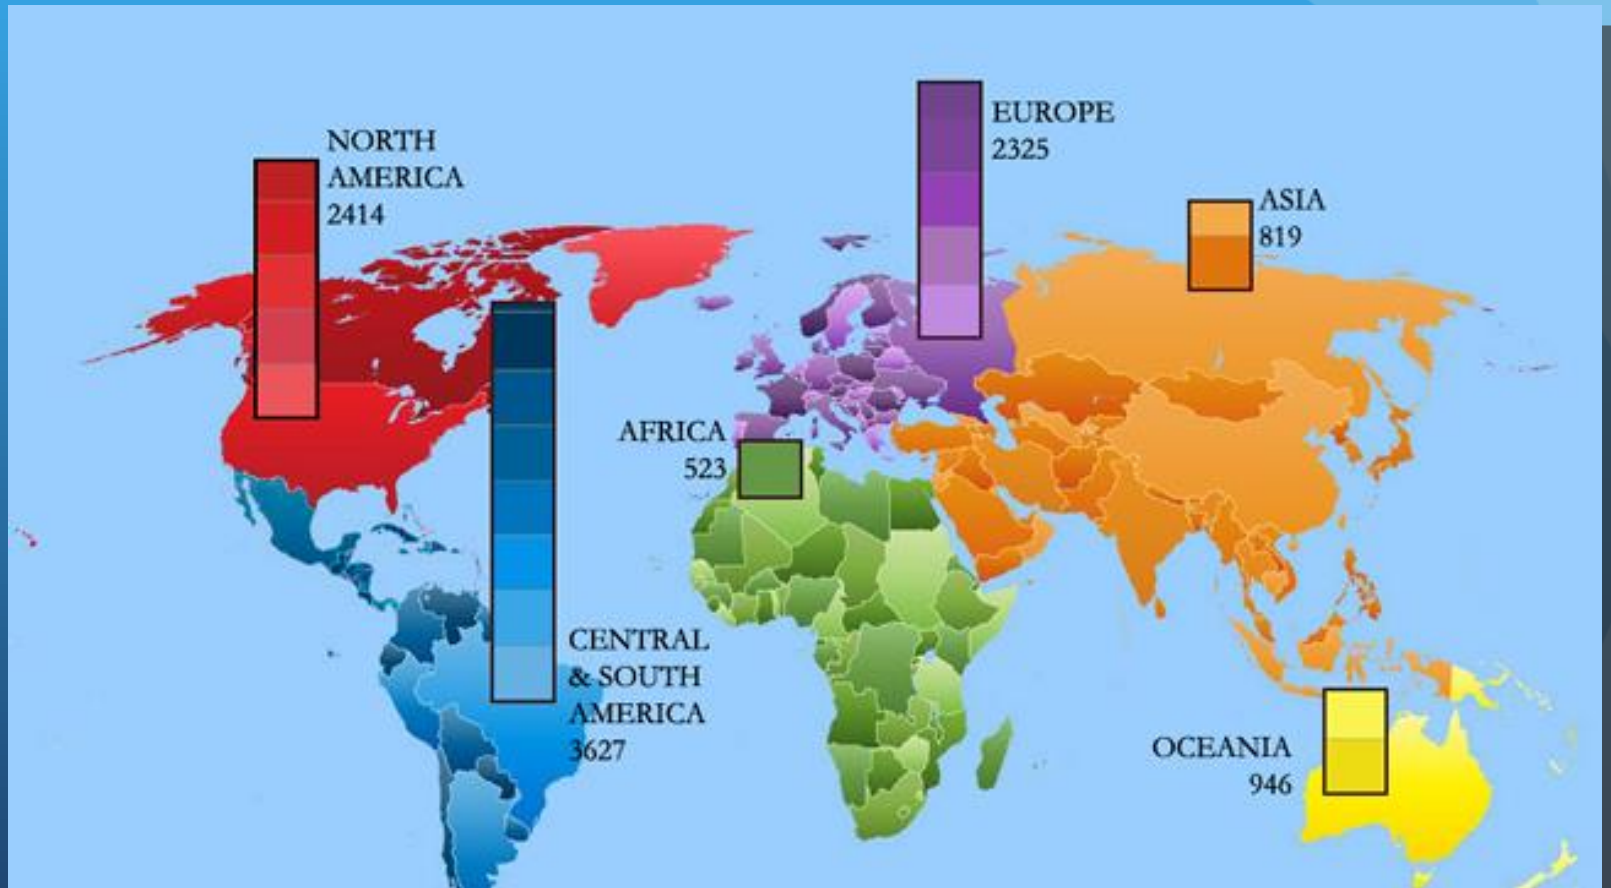 NORTH
AMERICA
2414
EUROPE
2325
ASIA
819
AFRICA
523
CENTRAL
& SOUTH
AMERICA
3627
OCEANIA
946